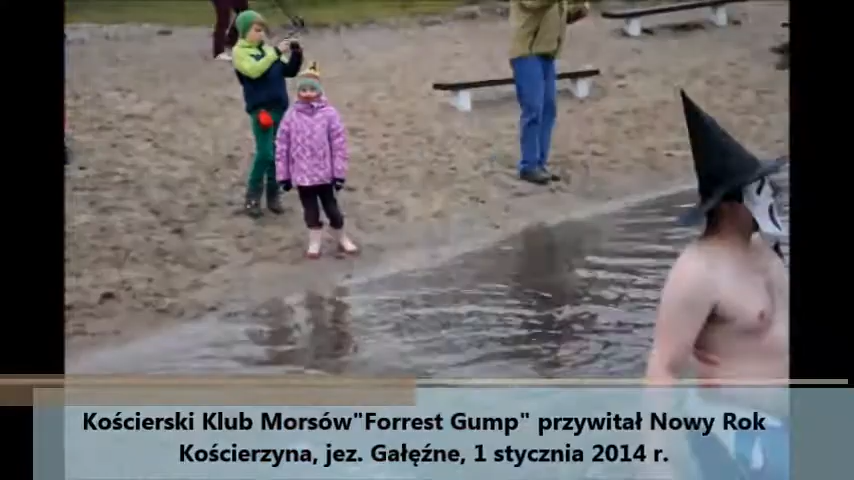 Kościerski Klub Morsów"Forrest Gump" przywitał Nowy Rok
Kościerzyna, jez. Gałęźne, 1 stycznia 2014 r.